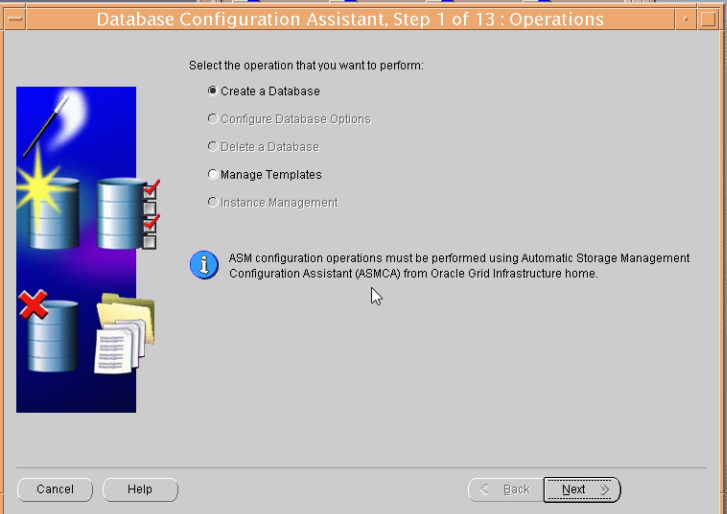 Database Configuration Assistant, Step 1 of 13 : Operations
Select the operation that you want to perform:
Create a Database
Configure Database Options
Delete a Database
Manage Templates
Instance Management
ASM configuration operations must be performed using Automatic Storage Management
Configuration Assistant (ASMCA) from Oracle Grid Infrastructure home.
Cancel
Help
Back
Next